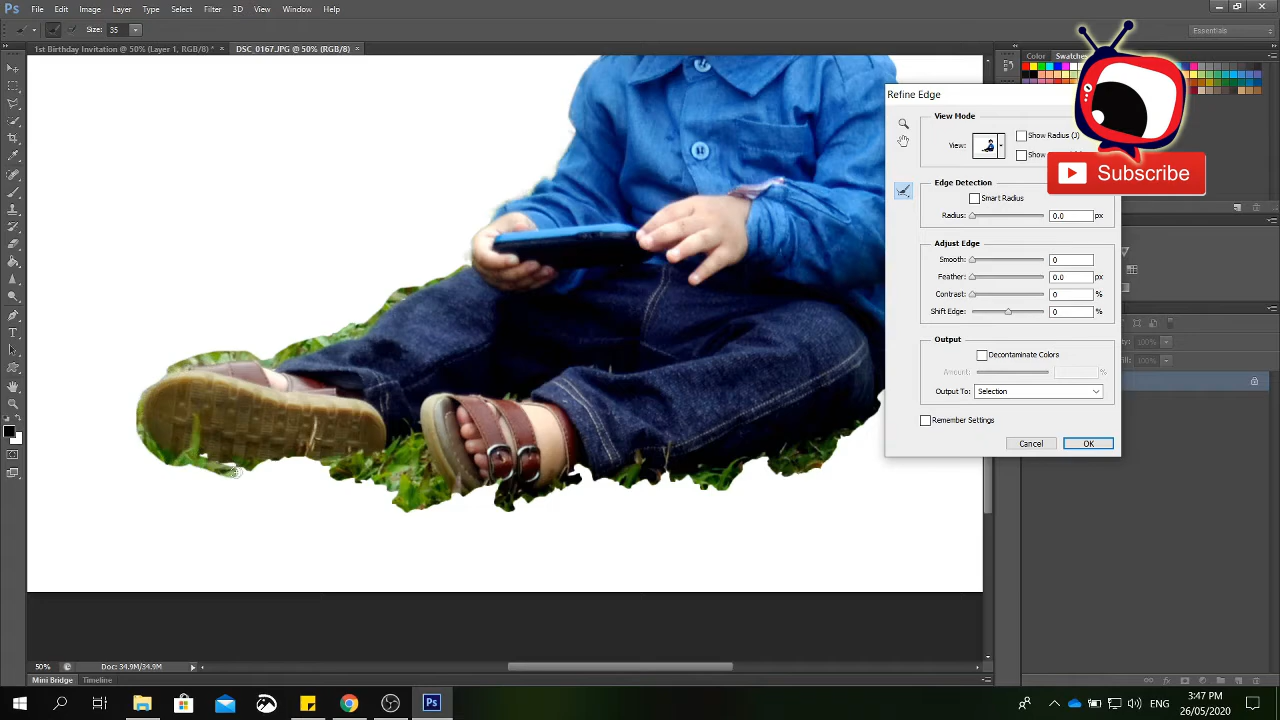 Ps File Edit Image Layer Type Select Filter 3D View Window Help
Size: 35 Essentials
1st Birthday Invitation @ 50% (Layer 1, RGB/8) * × DSC_0167.JPG @ 50% (RGB/8) ×
Color Swatches
Refine Edge
View Mode
View: Show Radius (J)
Show
Subscribe
Edge Detection
Smart Radius
Radius: 0.0 px
Adjust Edge
Smooth: 0
Feather: 0.0 px
Contrast: 0 %
Shift Edge: 0 %
Output
Decontaminate Colors
Amount: %
Output To: Selection
Remember Settings
Cancel OK
100%
100%
50% Doc: 34.9M/34.9M
Mini Bridge Timeline
Ps
ENG
3:47 PM
26/05/2020